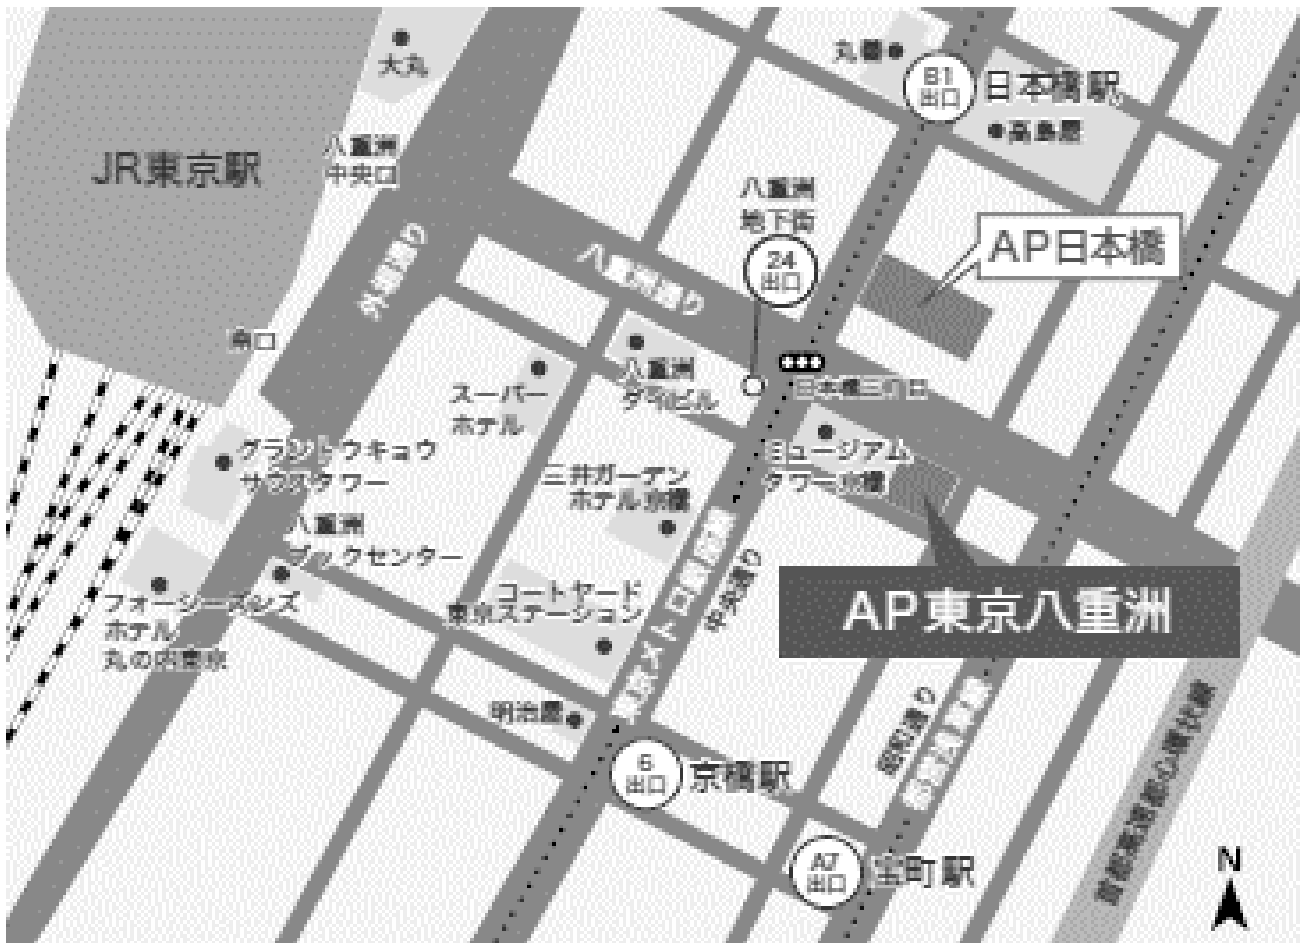 大丸
丸善
B1
出口
日本橋駅
高島屋
JR東京駅
八重洲
中央口
八重洲
地下街
24
出口
AP日本橋
外堀通り
八重洲通り
南口
八重洲
ダイビル
日本橋三丁目
スーパー
ホテル
ミュージアム
タワー京橋
グラントウキョウ
サウスタワー
三井ガーデン
ホテル京橋
八重洲
ブックセンター
中央通り
コートヤード
東京ステーション
フォーシーズンズ
ホテル
丸の内東京
AP東京八重洲
明治屋
昭和通り
首都高速都心環状線
6
出口
京橋駅
A7
出口
宝町駅
N